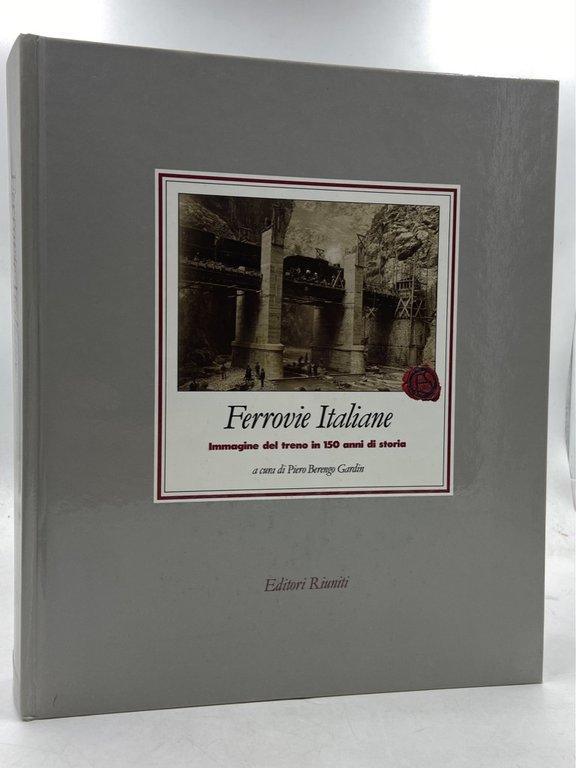 Ferrovie Italiane
Immagine del treno in 150 anni di storia
a cura di Piero Berengo Gardin
Editori Riuniti